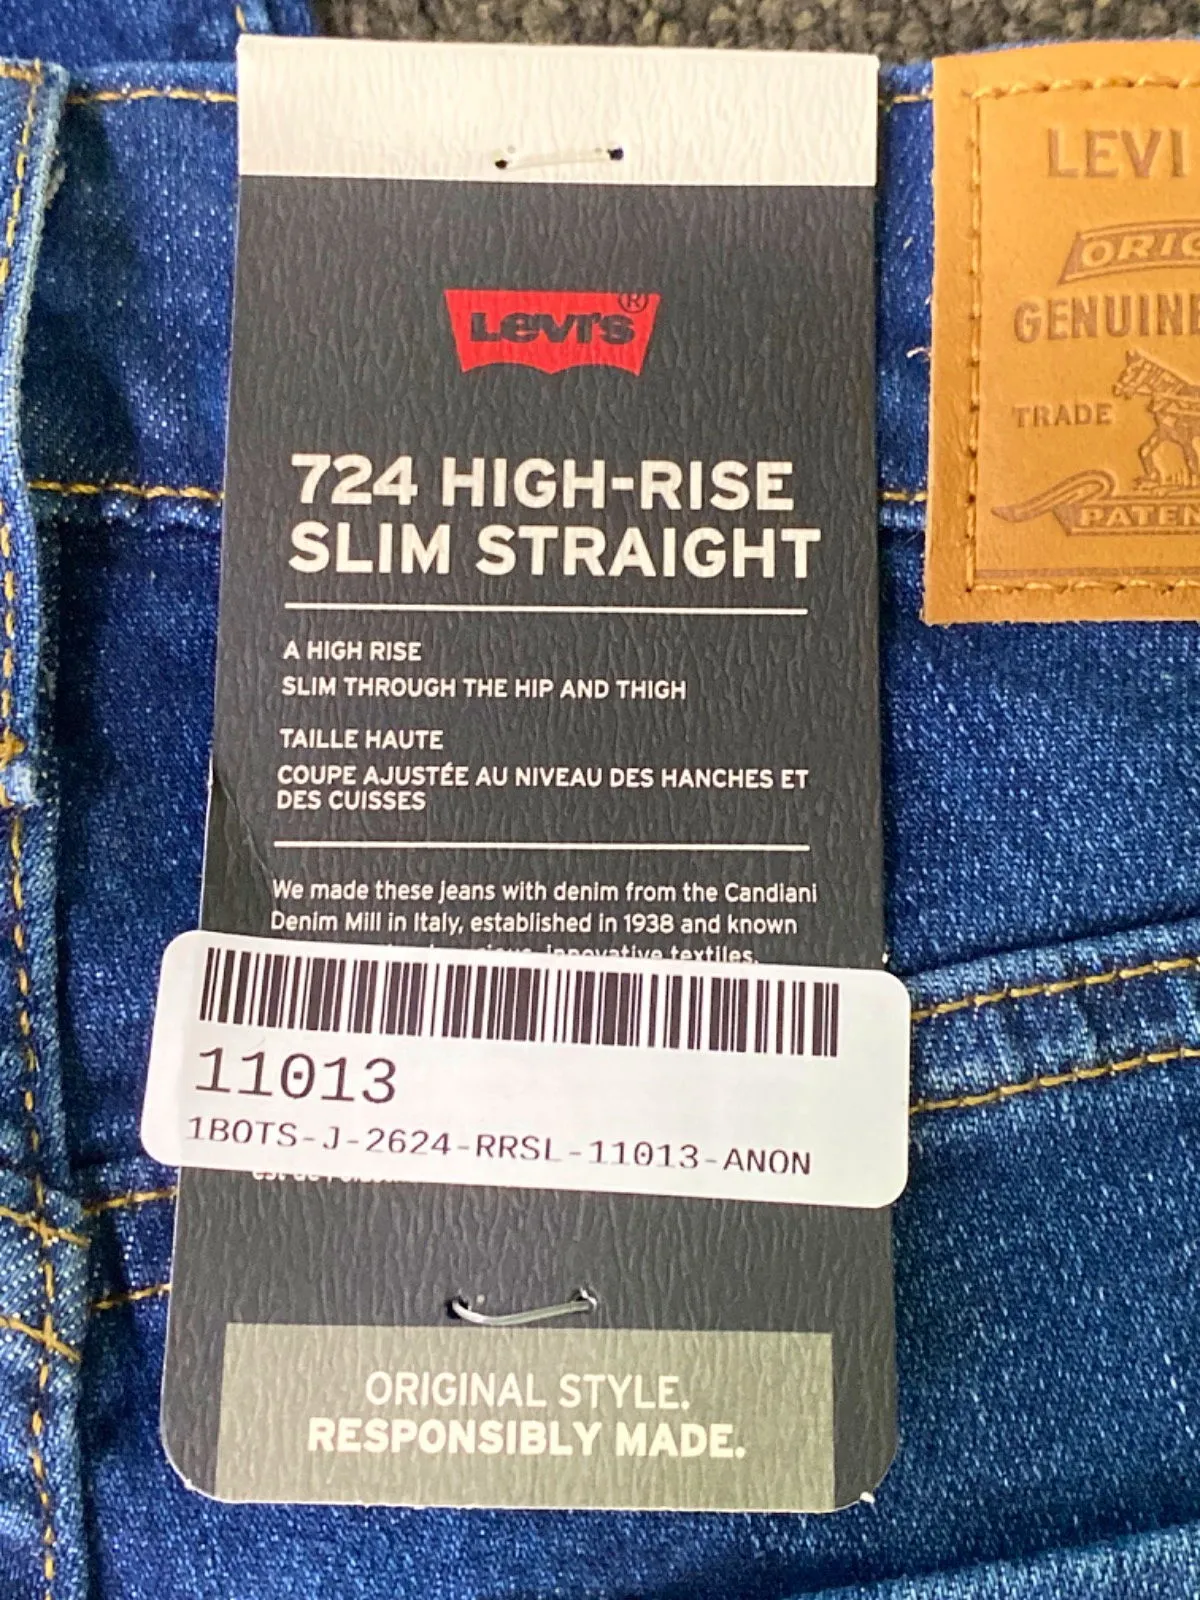 Levi's®
724 HIGH-RISE
SLIM STRAIGHT
A HIGH RISE
SLIM THROUGH THE HIP AND THIGH
TAILLE HAUTE
COUPE AJUSTÉE AU NIVEAU DES HANCHES ET
DES CUISSES
We made these jeans with denim from the Candiani
Denim Mill in Italy, established in 1938 and known
innovative textiles.
11013
1BOTS-J-2624-RRSL-11013-ANON
ORIGINAL STYLE.
RESPONSIBLY MADE.
LEVI
ORIG
GENUIN
TRADE
PATEN